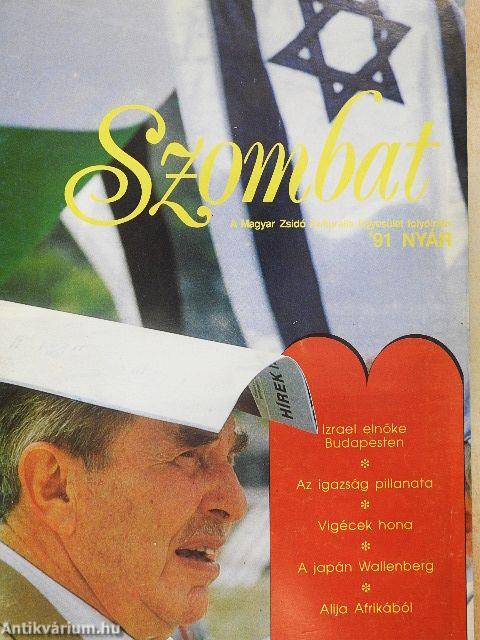 Szombat
A Magyar Zsidó Kulturális Egyesület folyóirata
'91 NYÁR
HÍREK
Izrael elnöke
Budapesten
Az igazság pillanata
Vigécek hona
A japán Wallenberg
Alija Afrikából
Antikvárium.hu